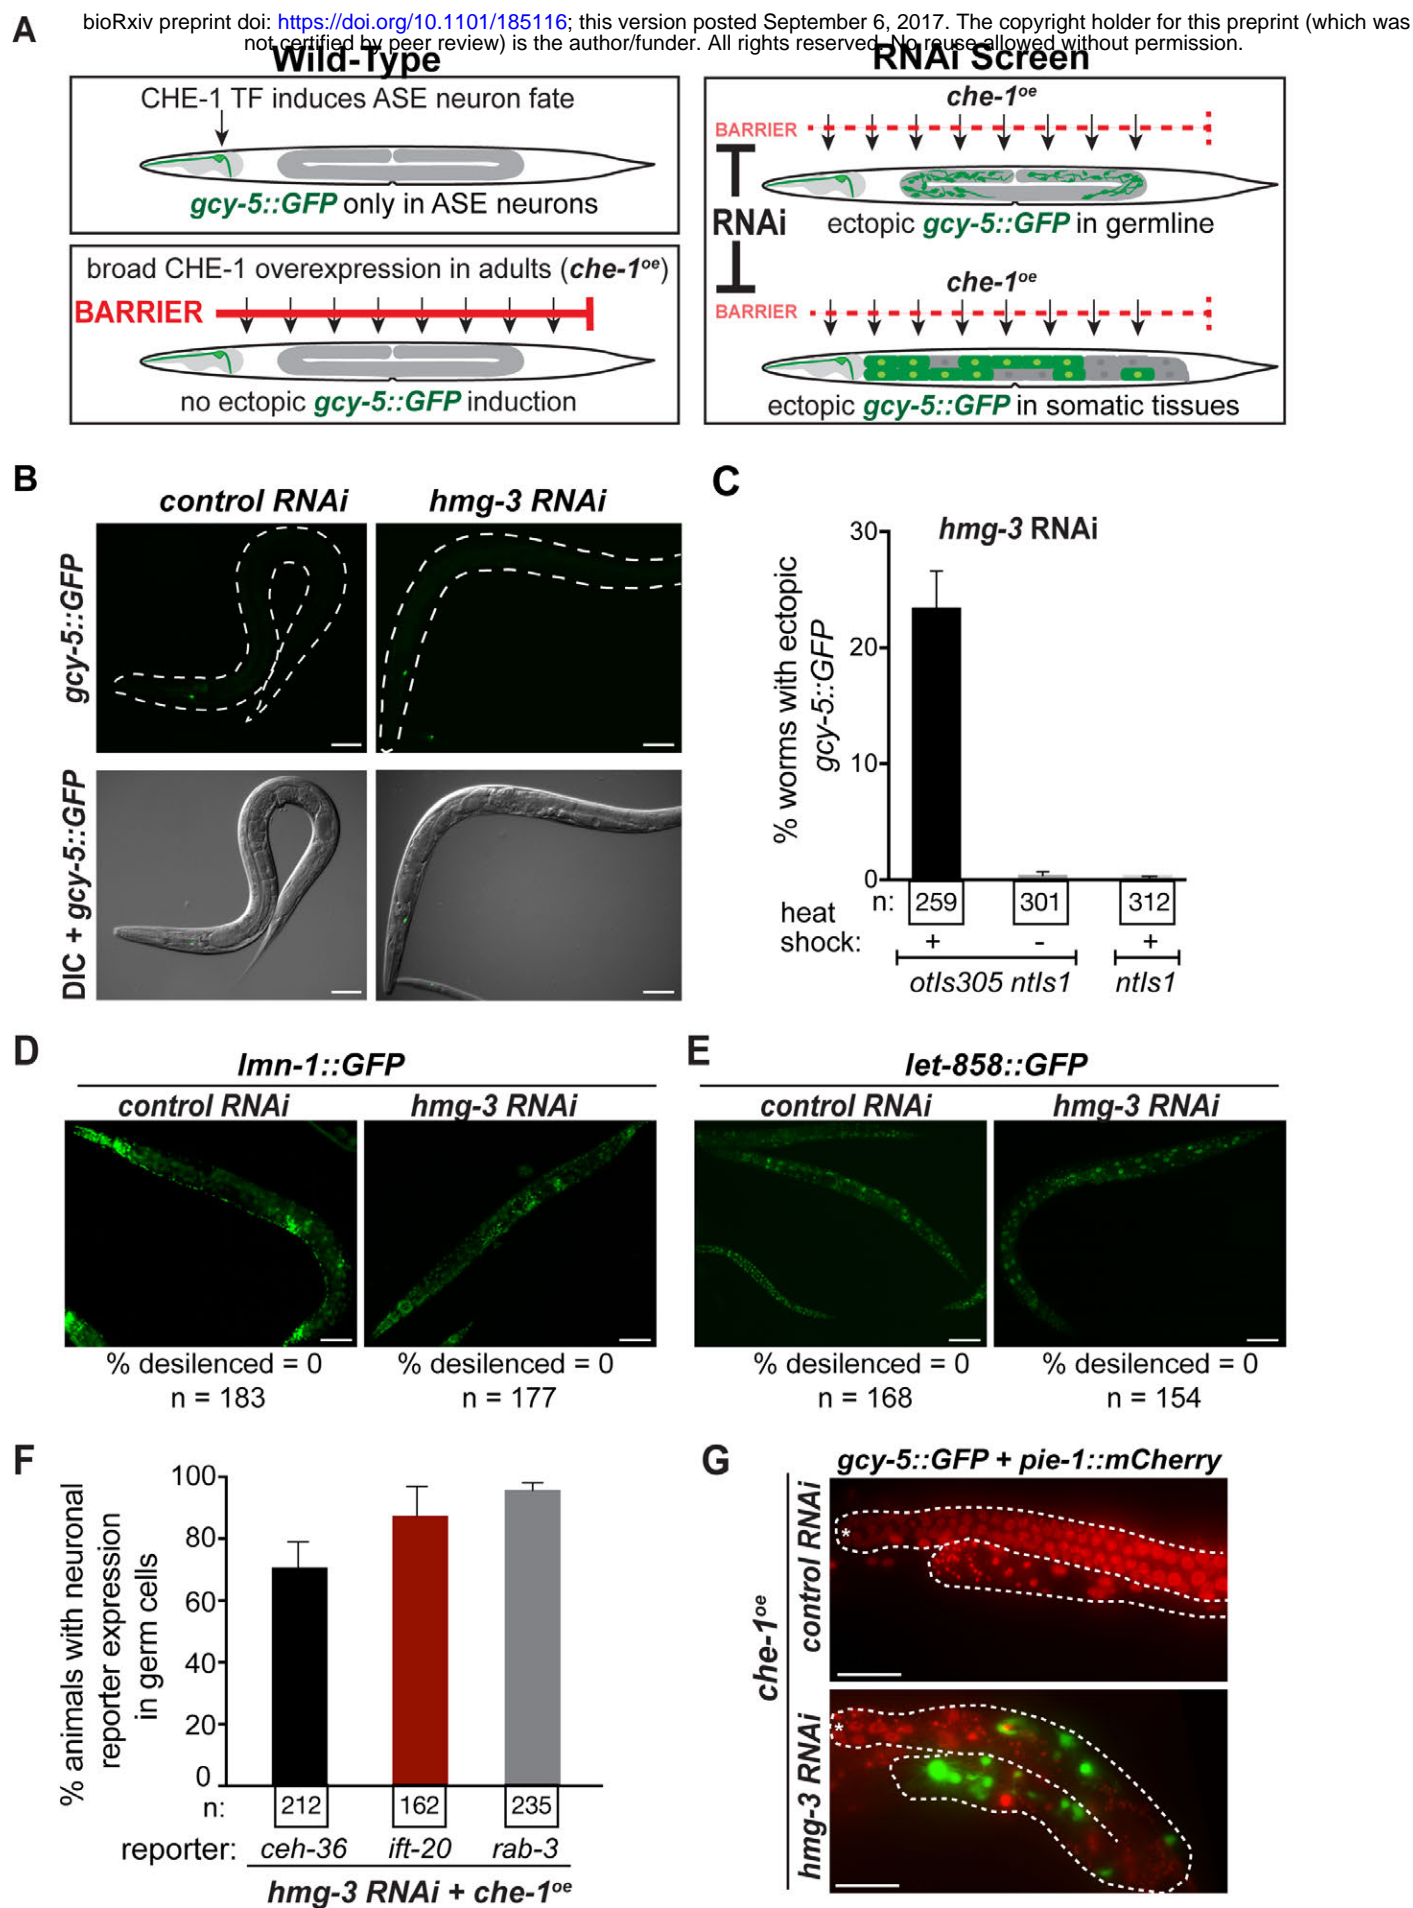 bioRxiv preprint doi: https://doi.org/10.1101/185116; this version posted September 6, 2017. The copyright holder for this preprint (which was
not certified by peer review) is the author/funder. All rights reserved. No reuse allowed without permission.
A
Wild-Type
CHE-1 TF induces ASE neuron fate
gcy-5::GFP only in ASE neurons
broad CHE-1 overexpression in adults (che-1oe)
BARRIER
no ectopic gcy-5::GFP induction
RNAi Screen
che-1oe
BARRIER
RNAi
ectopic gcy-5::GFP in germline
che-1oe
BARRIER
ectopic gcy-5::GFP in somatic tissues
B
control RNAi
hmg-3 RNAi
gcy-5::GFP
DIC + gcy-5::GFP
C
hmg-3 RNAi
% worms with ectopic
gcy-5::GFP
30
20
10
0
n: 259 301 312
heat
shock: + - +
otIs305 ntIs1 ntIs1
D
lmn-1::GFP
control RNAi hmg-3 RNAi
% desilenced = 0 % desilenced = 0
n = 183 n = 177
E
let-858::GFP
control RNAi hmg-3 RNAi
% desilenced = 0 % desilenced = 0
n = 168 n = 154
F
% animals with neuronal
reporter expression
in germ cells
100
80
60
40
20
0
n: 212 162 235
reporter: ceh-36 ift-20 rab-3
hmg-3 RNAi + che-1oe
G
gcy-5::GFP + pie-1::mCherry
che-1oe
control RNAi
*
hmg-3 RNAi
*